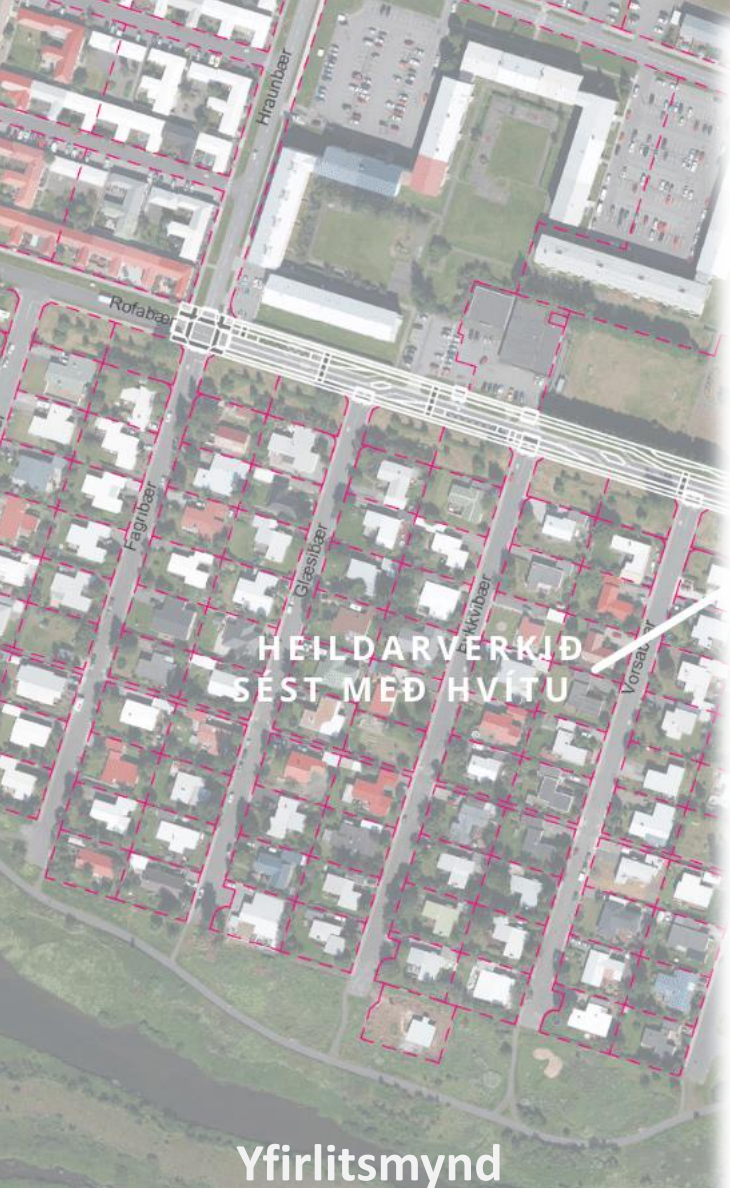 Hraunbær
Rofabær
Fagribær
Glæsibær
Vorsabær
HEILDARVERKIÐ
SÉST MEÐ HVÍTU
Yfirlitsmynd